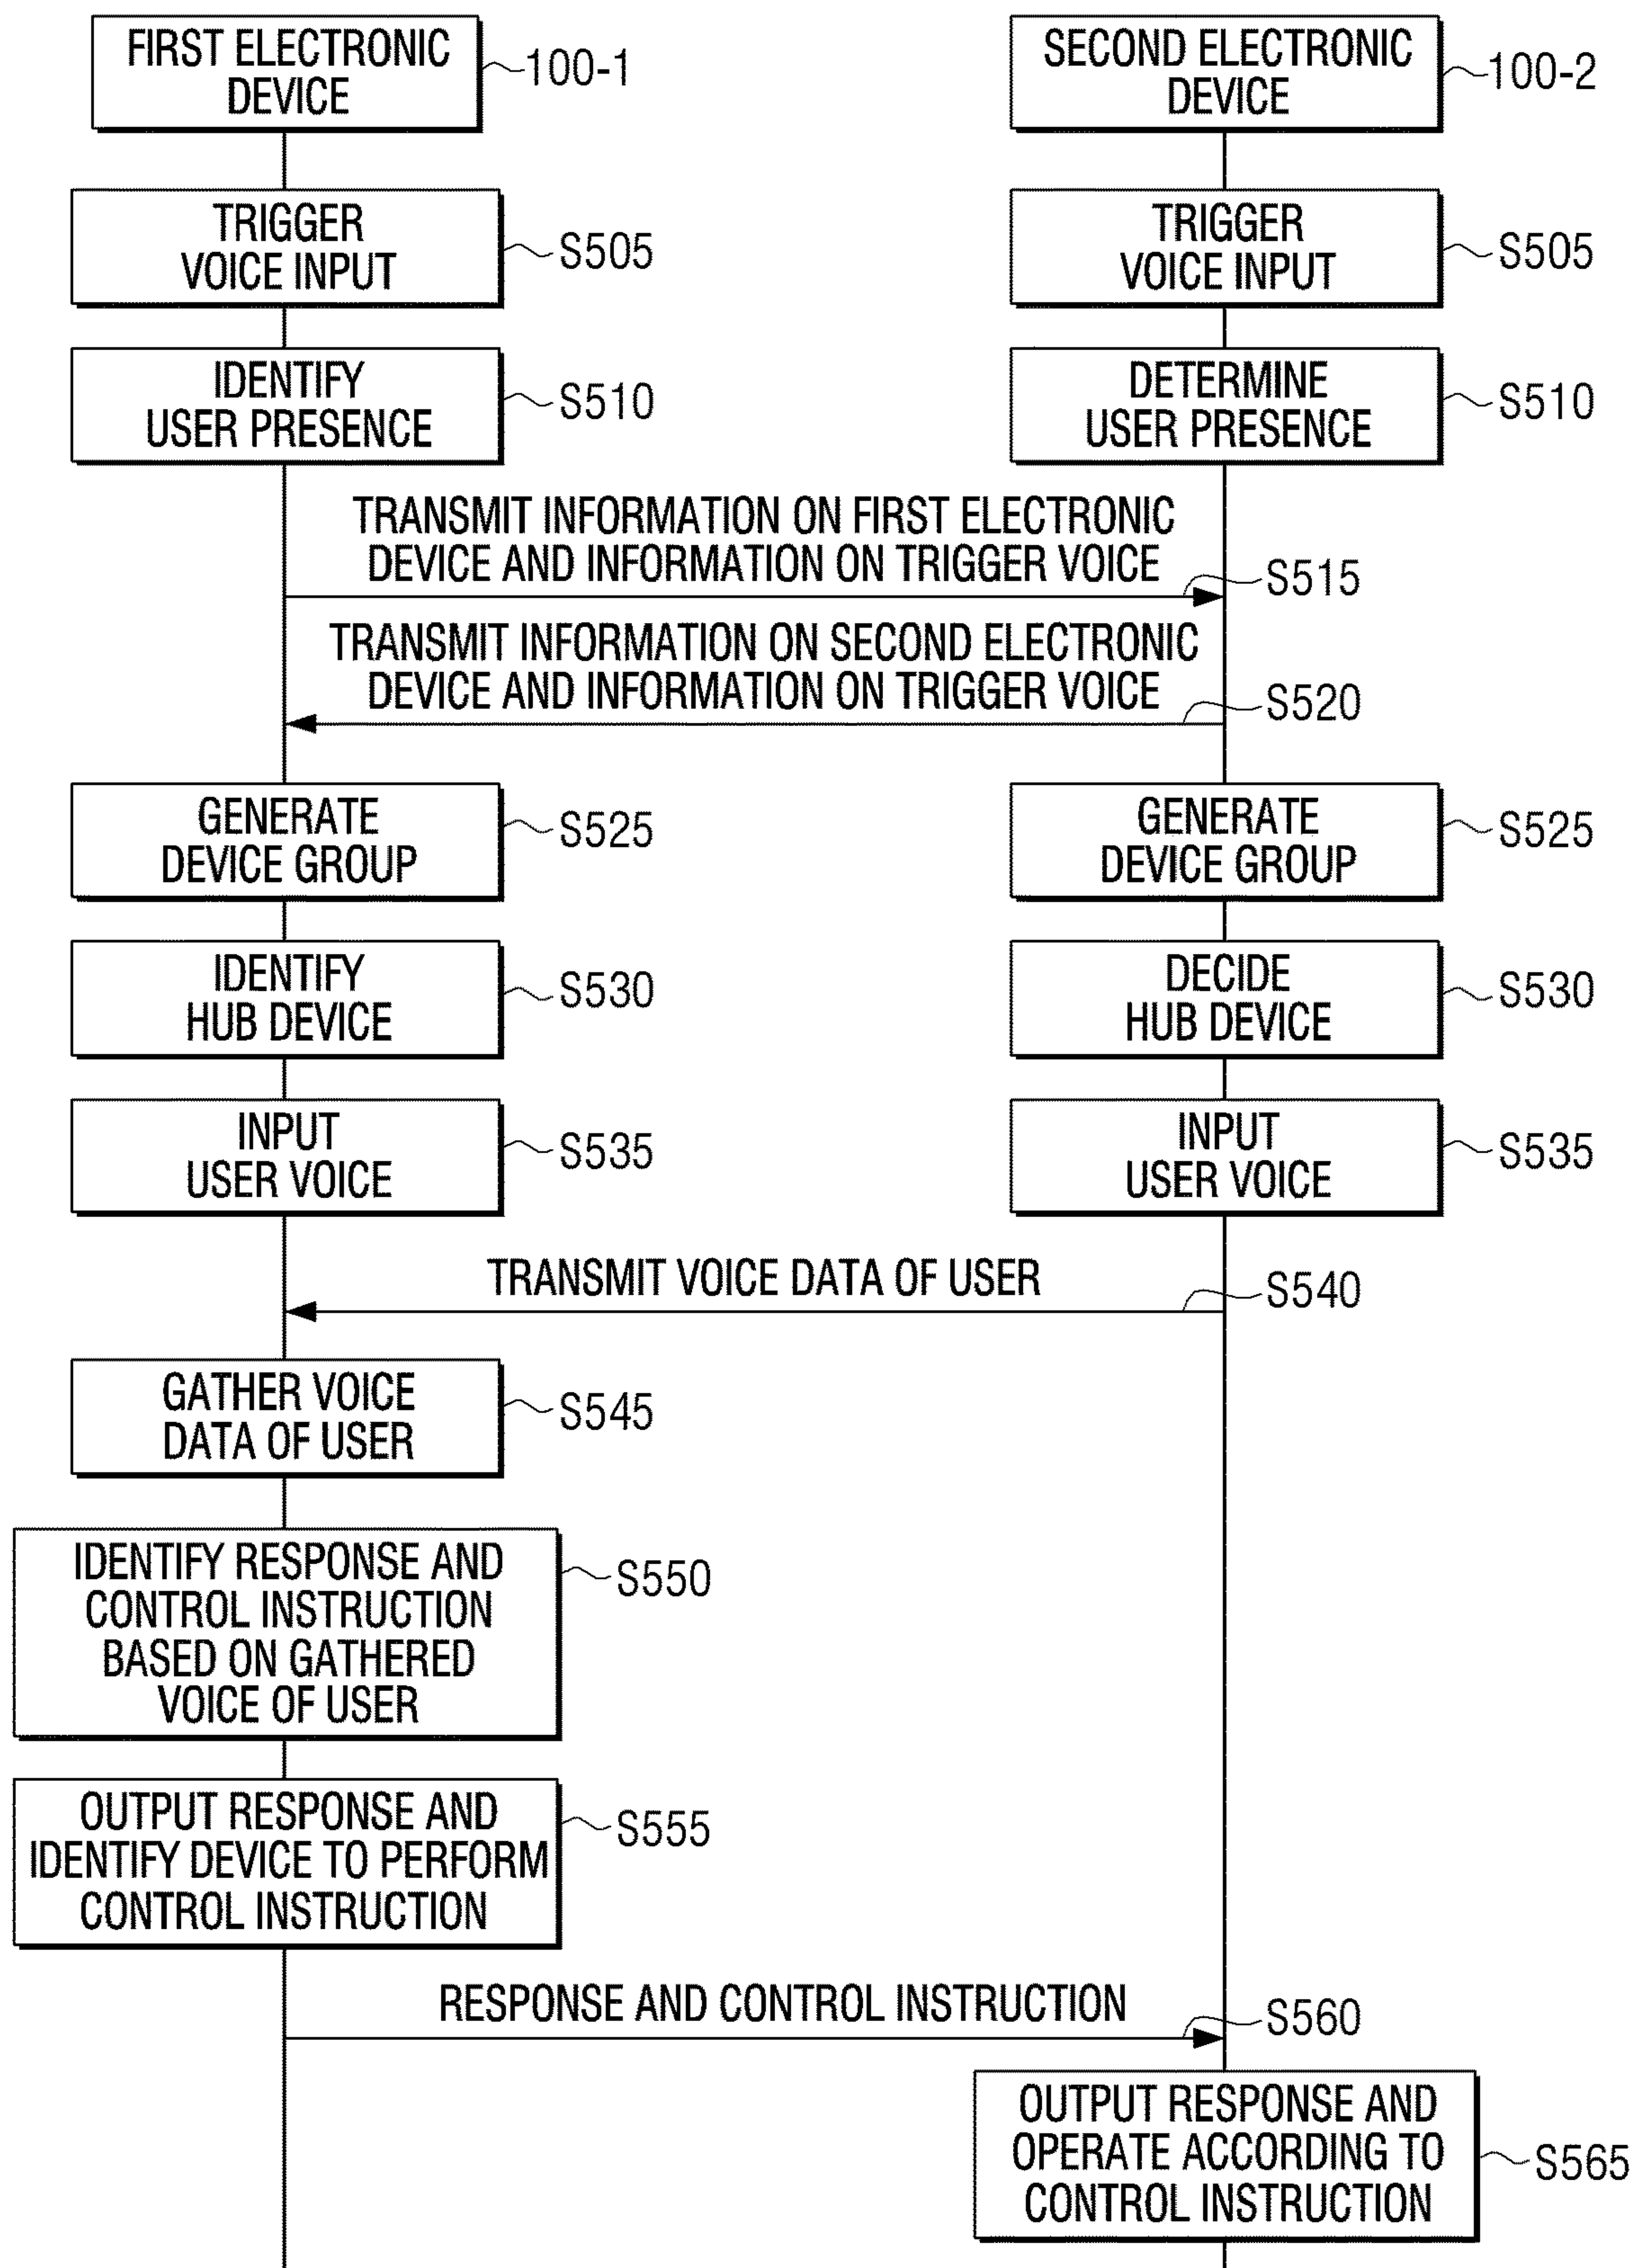 FIRST ELECTRONIC
DEVICE
100-1
SECOND ELECTRONIC
DEVICE
100-2
TRIGGER
VOICE INPUT
S505
TRIGGER
VOICE INPUT
S505
IDENTIFY
USER PRESENCE
S510
DETERMINE
USER PRESENCE
S510
TRANSMIT INFORMATION ON FIRST ELECTRONIC
DEVICE AND INFORMATION ON TRIGGER VOICE
S515
TRANSMIT INFORMATION ON SECOND ELECTRONIC
DEVICE AND INFORMATION ON TRIGGER VOICE
S520
GENERATE
DEVICE GROUP
S525
GENERATE
DEVICE GROUP
S525
IDENTIFY
HUB DEVICE
S530
DECIDE
HUB DEVICE
S530
INPUT
USER VOICE
S535
INPUT
USER VOICE
S535
TRANSMIT VOICE DATA OF USER
S540
GATHER VOICE
DATA OF USER
S545
IDENTIFY RESPONSE AND
CONTROL INSTRUCTION
BASED ON GATHERED
VOICE OF USER
S550
OUTPUT RESPONSE AND
IDENTIFY DEVICE TO PERFORM
CONTROL INSTRUCTION
S555
RESPONSE AND CONTROL INSTRUCTION
S560
OUTPUT RESPONSE AND
OPERATE ACCORDING TO
CONTROL INSTRUCTION
S565